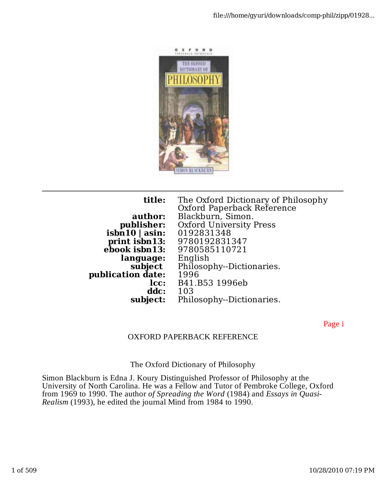 file:///home/gyuri/downloads/comp-phil/zipp/01928...
OXFORD
PAPERBACK REFERENCE
THE OXFORD
DICTIONARY OF
PHILOSOPHY
SIMON BLACKBURN
title: The Oxford Dictionary of Philosophy
Oxford Paperback Reference
author: Blackburn, Simon.
publisher: Oxford University Press
isbn10 | asin: 0192831348
print isbn13: 9780192831347
ebook isbn13: 9780585110721
language: English
subject Philosophy--Dictionaries.
publication date: 1996
lcc: B41.B53 1996eb
ddc: 103
subject: Philosophy--Dictionaries.
Page i
OXFORD PAPERBACK REFERENCE
The Oxford Dictionary of Philosophy
Simon Blackburn is Edna J. Koury Distinguished Professor of Philosophy at the
University of North Carolina. He was a Fellow and Tutor of Pembroke College, Oxford
from 1969 to 1990. The author of Spreading the Word (1984) and Essays in Quasi-
Realism (1993), he edited the journal Mind from 1984 to 1990.
1 of 509
10/28/2010 07:19 PM